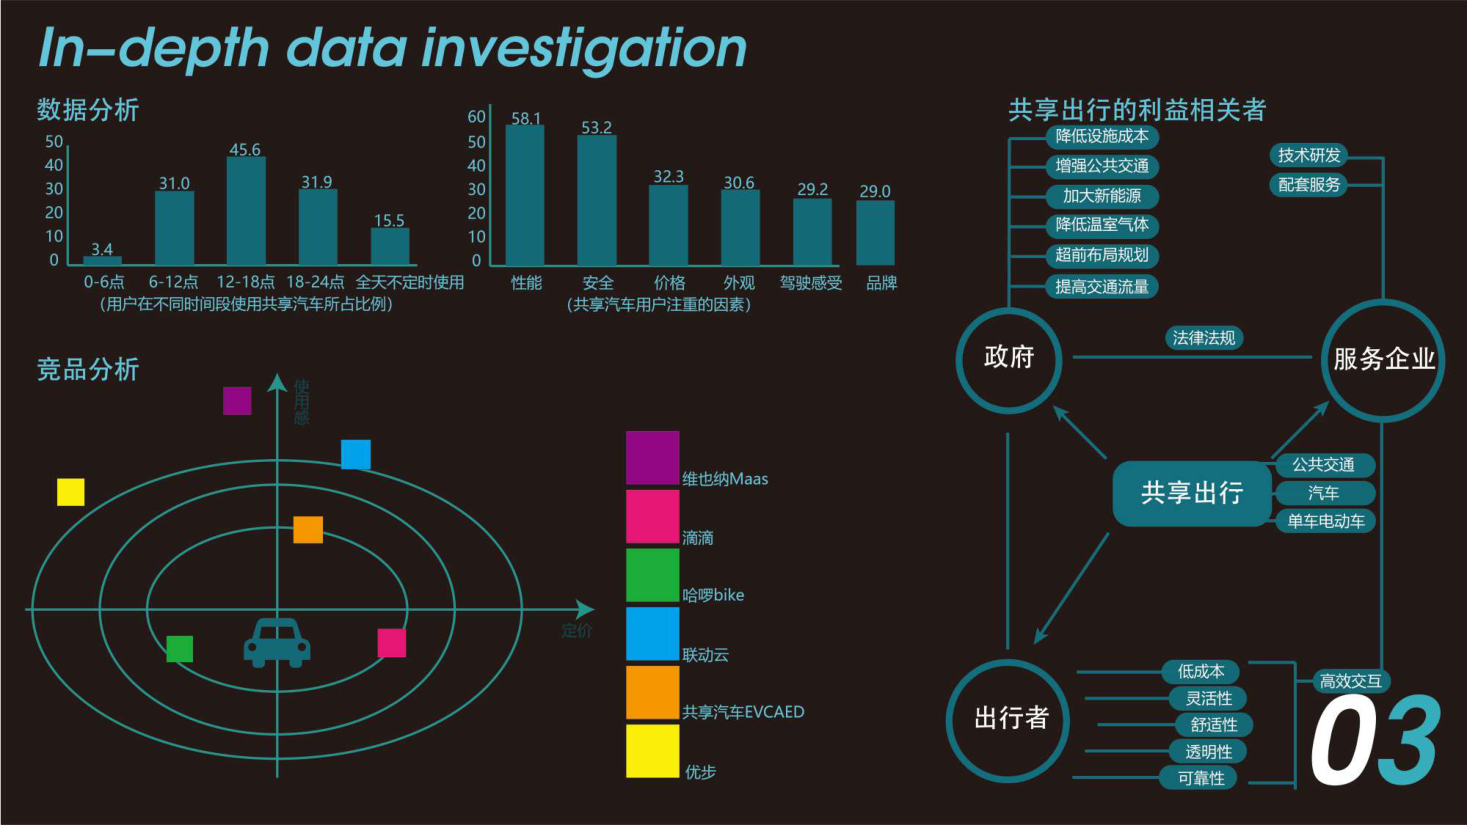 In-depth data investigation
数据分析
50
40
30
20
10
0
3.4
31.0
45.6
31.9
15.5
0-6点 6-12点 12-18点 18-24点 全天不定时使用
（用户在不同时间段使用共享汽车所占比例）
60
50
40
30
20
10
0
58.1
53.2
32.3
30.6
29.2
29.0
性能 安全 价格 外观 驾驶感受 品牌
（共享汽车用户注重的因素）
竞品分析
使用感
定价
维也纳Maas
滴滴
哈啰bike
联动云
共享汽车EVCAED
优步
共享出行的利益相关者
降低设施成本
增强公共交通
加大新能源
降低温室气体
超前布局规划
提高交通流量
技术研发
配套服务
政府
法律法规
服务企业
共享出行
公共交通
汽车
单车电动车
出行者
低成本
灵活性
舒适性
透明性
可靠性
高效交互
03